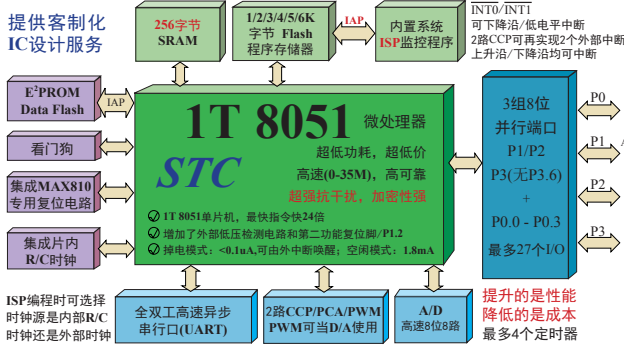 提供客制化
IC设计服务
256字节
SRAM
1/2/3/4/5/6K
字节 Flash
程序存储器
IAP
内置系统
ISP监控程序
INT0/INT1
可下降沿/低电平中断
2路CCP可再实现2个外部中断
上升沿/下降沿均可中断
E²PROM
Data Flash
IAP
看门狗
集成MAX810
专用复位电路
集成片内
R/C时钟
1T 8051 微处理器
STC
超低功耗，超低价
高速(0-35M)，高可靠
超强抗干扰，加密性强
1T 8051单片机，最快指令快24倍
增加了外部低压检测电路和第二功能复位脚/P1.2
掉电模式：<0.1uA,可由外中断唤醒；空闲模式：1.8mA
3组8位
并行端口
P1/P2
P3(无P3.6)
+
P0.0 - P0.3
最多27个I/O
P0
P1
P2
P3
ISP编程时可选择
时钟源是内部R/C
时钟还是外部时钟
全双工高速异步
串行口(UART)
2路CCP/PCA/PWM
PWM可当D/A使用
A/D
高速8位8路
提升的是性能
降低的是成本
最多4个定时器